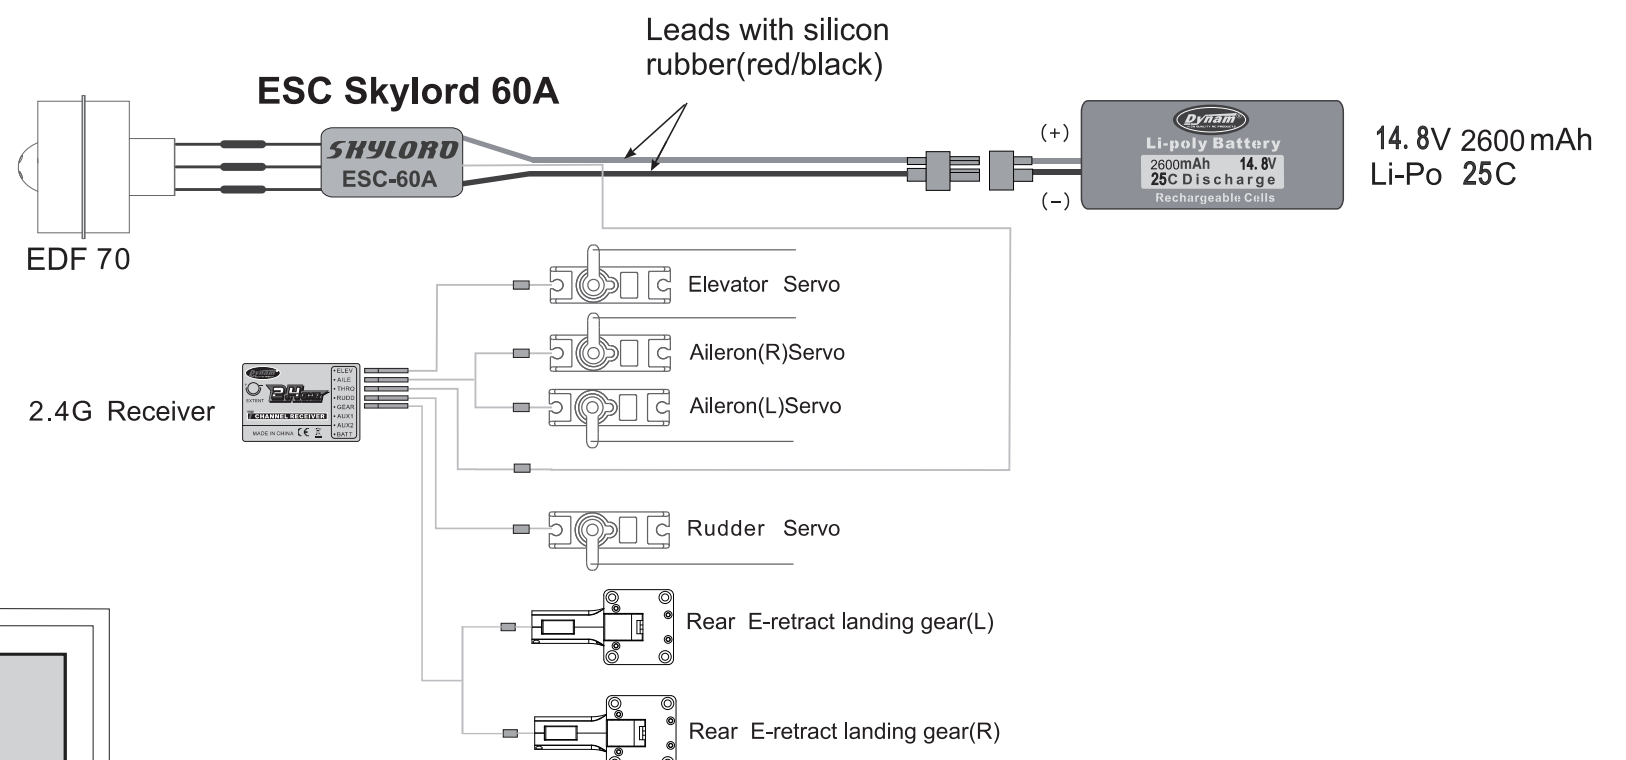 Leads with silicon
rubber(red/black)
ESC Skylord 60A
SKYLORD
ESC-60A
(+)
(-)
Dynam
Li-poly Battery
2600mAh 14.8V
25C Discharge
Rechargeable Cells
14.8V 2600mAh
Li-Po 25C
EDF 70
Elevator Servo
Aileron(R)Servo
Aileron(L)Servo
2.4G Receiver
Dynam
EXTENT
CHANNEL RECEIVER
MADE IN CHINA CE
•ELEV
•AILE
•THRO
•RUDD
•GEAR
•AUX1
•AUX2
•BATT
Rudder Servo
Rear E-retract landing gear(L)
Rear E-retract landing gear(R)